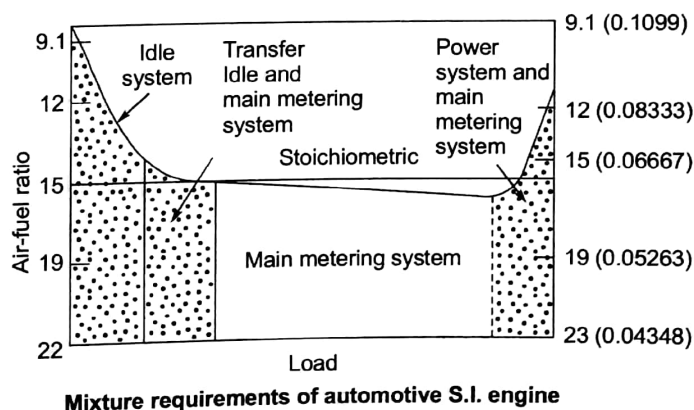 9.1
12
15
19
22
Air-fuel ratio
Idle
system
Transfer
Idle and
main metering
system
Stoichiometric
Power
system and
main
metering
system
Main metering system
9.1 (0.1099)
12 (0.08333)
15 (0.06667)
19 (0.05263)
23 (0.04348)
Load
Mixture requirements of automotive S.I. engine